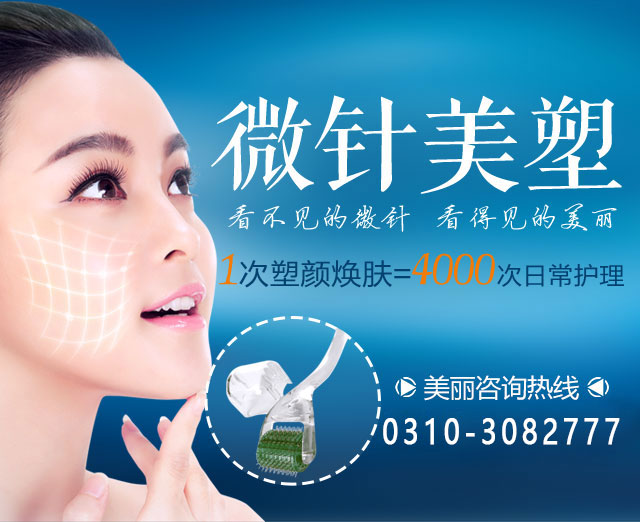 微针美塑
看不见的微针 看得见的美丽
1次塑颜焕肤=4000次日常护理
美丽咨询热线
0310-3082777